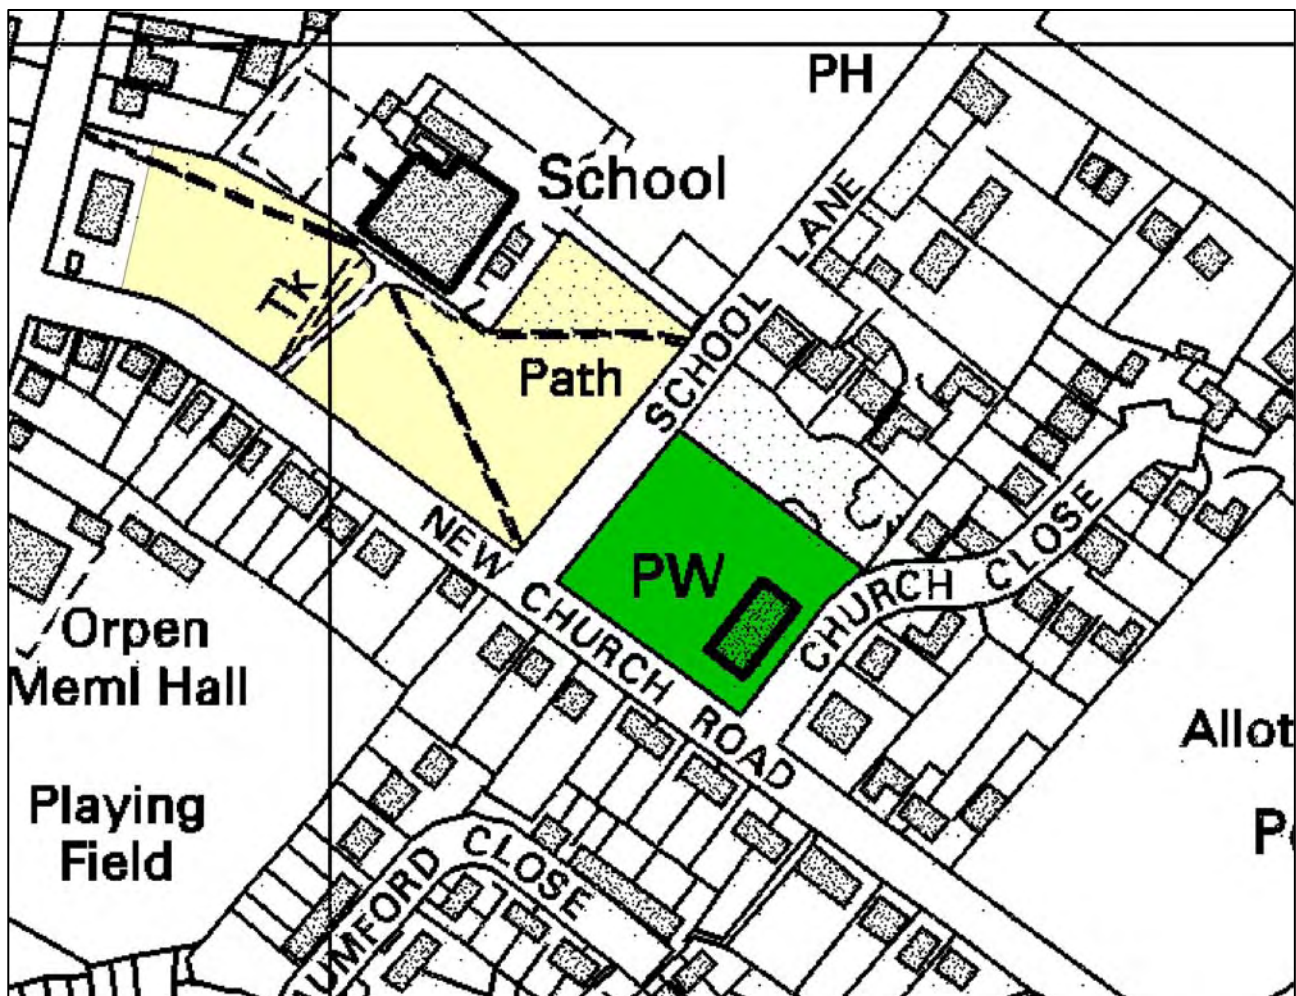 PH
School
SCHOOL LANE
Tk
Path
NEW CHURCH ROAD
PW
CHURCH CLOSE
Orpen
Meml Hall
Allot
Playing
Field
UMFORD CLOSE